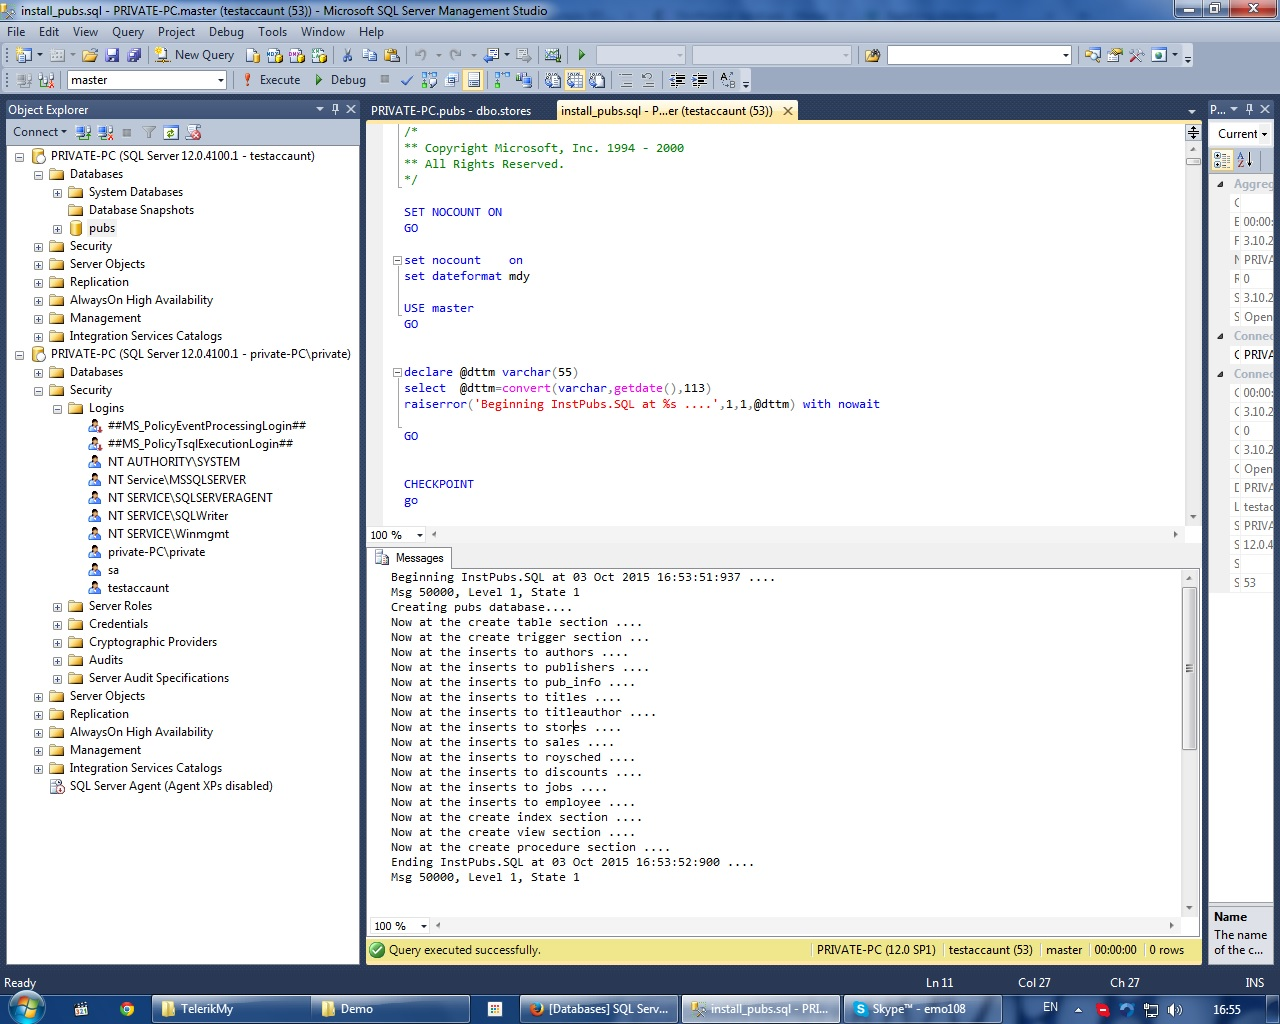 install_pubs.sql - PRIVATE-PC.master (testaccaunt (53)) - Microsoft SQL Server Management Studio
File Edit View Query Project Debug Tools Window Help
New Query
master Execute Debug
Object Explorer
Connect
PRIVATE-PC (SQL Server 12.0.4100.1 - testaccaunt)
Databases
System Databases
Database Snapshots
pubs
Security
Server Objects
Replication
AlwaysOn High Availability
Management
Integration Services Catalogs
PRIVATE-PC (SQL Server 12.0.4100.1 - private-PC\private)
Databases
Security
Logins
##MS_PolicyEventProcessingLogin##
##MS_PolicyTsqlExecutionLogin##
NT AUTHORITY\SYSTEM
NT Service\MSSQLSERVER
NT SERVICE\SQLSERVERAGENT
NT SERVICE\SQLWriter
NT SERVICE\Winmgmt
private-PC\private
sa
testaccaunt
Server Roles
Credentials
Cryptographic Providers
Audits
Server Audit Specifications
Server Objects
Replication
AlwaysOn High Availability
Management
Integration Services Catalogs
SQL Server Agent (Agent XPs disabled)
PRIVATE-PC.pubs - dbo.stores install_pubs.sql - P...er (testaccaunt (53))
/*
** Copyright Microsoft, Inc. 1994 - 2000
** All Rights Reserved.
*/
SET NOCOUNT ON
GO
set nocount on
set dateformat mdy
USE master
GO
declare @dttm varchar(55)
select @dttm=convert(varchar,getdate(),113)
raiserror('Beginning InstPubs.SQL at %s ....',1,1,@dttm) with nowait
GO
CHECKPOINT
go
100 %
Messages
Beginning InstPubs.SQL at 03 Oct 2015 16:53:51:937 ....
Msg 50000, Level 1, State 1
Creating pubs database....
Now at the create table section ....
Now at the create trigger section ...
Now at the inserts to authors ....
Now at the inserts to publishers ....
Now at the inserts to pub_info ....
Now at the inserts to titles ....
Now at the inserts to titleauthor ....
Now at the inserts to stores ....
Now at the inserts to sales ....
Now at the inserts to roysched ....
Now at the inserts to discounts ....
Now at the inserts to jobs ....
Now at the inserts to employee ....
Now at the create index section ....
Now at the create view section ....
Now at the create procedure section ....
Ending InstPubs.SQL at 03 Oct 2015 16:53:52:900 ....
Msg 50000, Level 1, State 1
100 %
Query executed successfully. PRIVATE-PC (12.0 SP1) testaccaunt (53) master 00:00:00 0 rows
P...
Current
Aggreg
C
E 00:00:
F 3.10.2
N PRIVA
R 0
S 3.10.2
S Open
Connec
C PRIVA
Connec
C 00:00:
C 3.10.2
C 0
C 3.10.2
C Open
D PRIVA
L testac
S PRIVA
S 12.0.4
S
S 53
Name
The name
of the c...
Ready Ln 11 Col 27 Ch 27 INS
TelerikMy Demo [Databases] SQL Serv... install_pubs.sql - PRI... Skype™ - emo108 EN 16:55